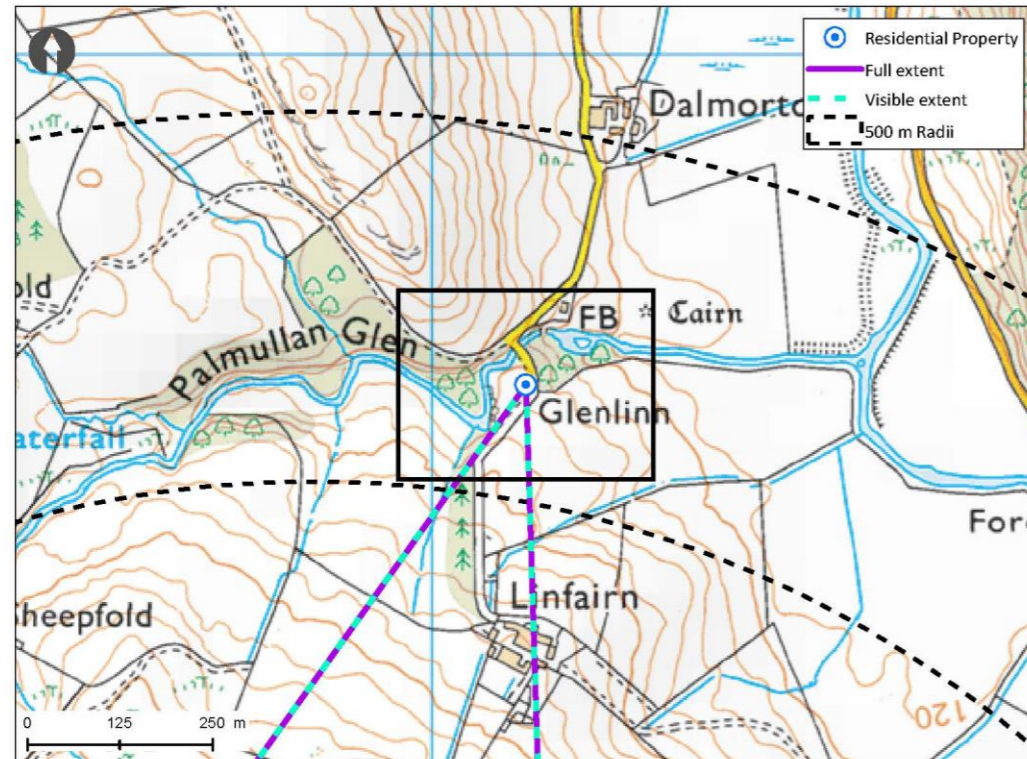 Residential Property
Full extent
Visible extent
500 m Radii
Dalmorto
old
Palmullan Glen
FB
Cairn
Glenlinn
aterfall
Fore
Linfairn
Sheepfold
120
0 125 250 m